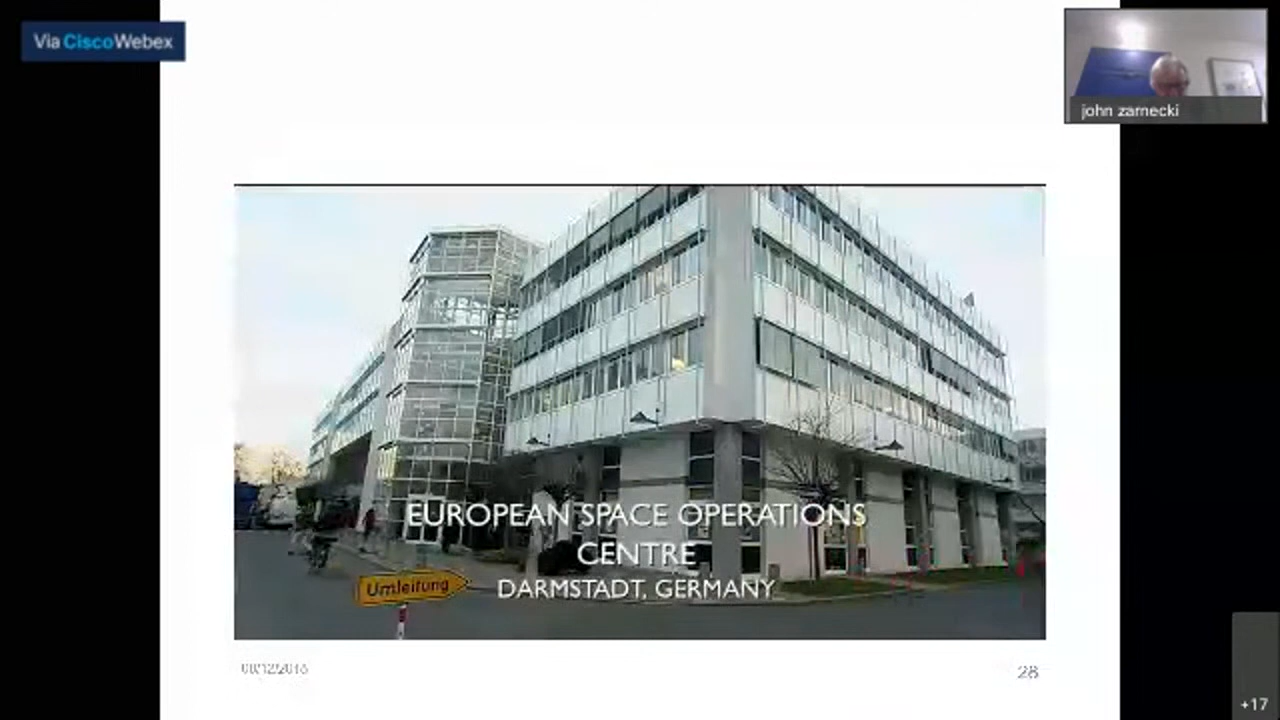 Via CiscoWebex
john zarnecki
EUROPEAN SPACE OPERATIONS
CENTRE
DARMSTADT, GERMANY
Umleitung
28
+17